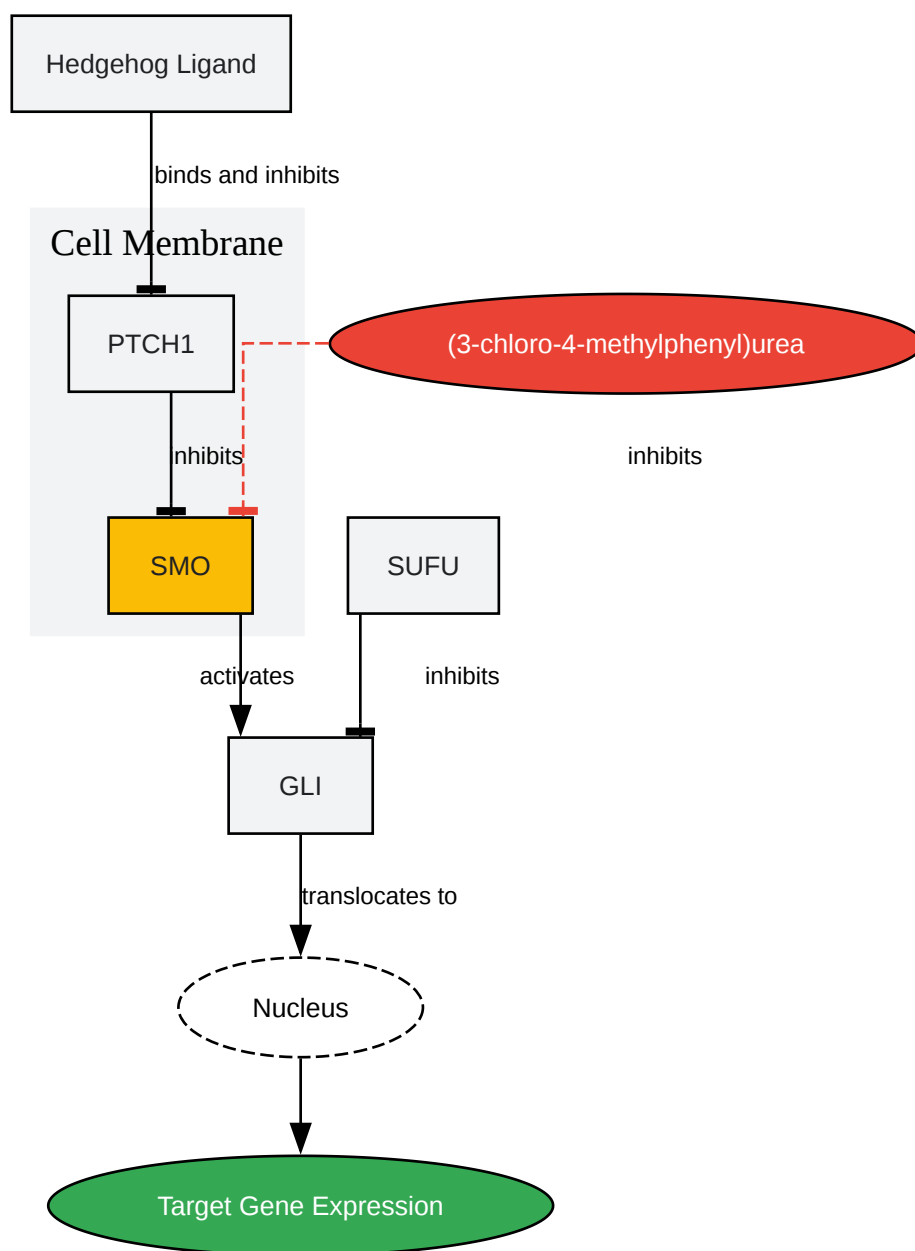 Hedgehog Ligand
binds and inhibits
Cell Membrane
PTCH1
(3-chloro-4-methylphenyl)urea
inhibits
inhibits
SMO
SUFU
activates
inhibits
GLI
translocates to
Nucleus
Target Gene Expression